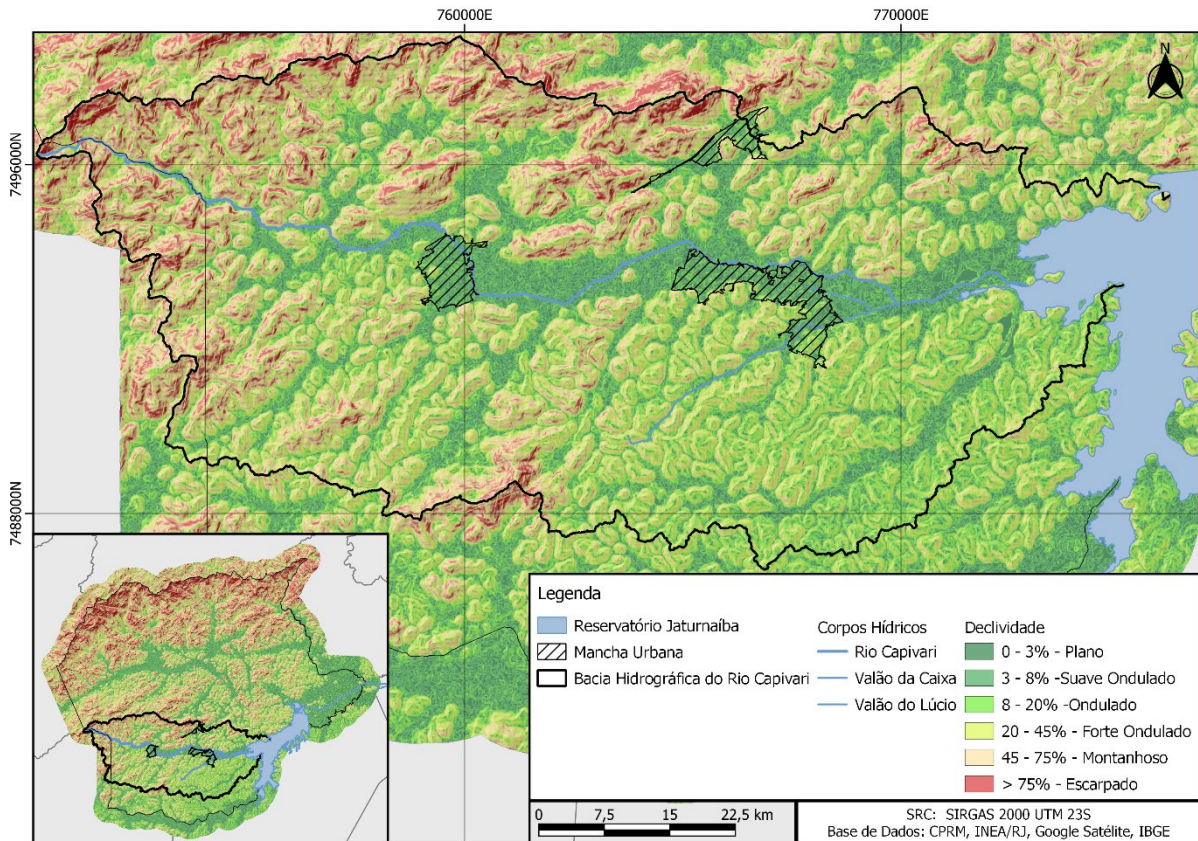 760000E
770000E
N
7496000N
7488000N
Legenda
Reservatório Jaturnaíba
Mancha Urbana
Bacia Hidrográfica do Rio Capivari
Corpos Hídricos
Rio Capivari
Valão da Caixa
Valão do Lúcio
Declividade
0 - 3% - Plano
3 - 8% -Suave Ondulado
8 - 20% -Ondulado
20 - 45% - Forte Ondulado
45 - 75% - Montanhoso
> 75% - Escarpado
0 7,5 15 22,5 km
SRC: SIRGAS 2000 UTM 23S
Base de Dados: CPRM, INEA/RJ, Google Satélite, IBGE